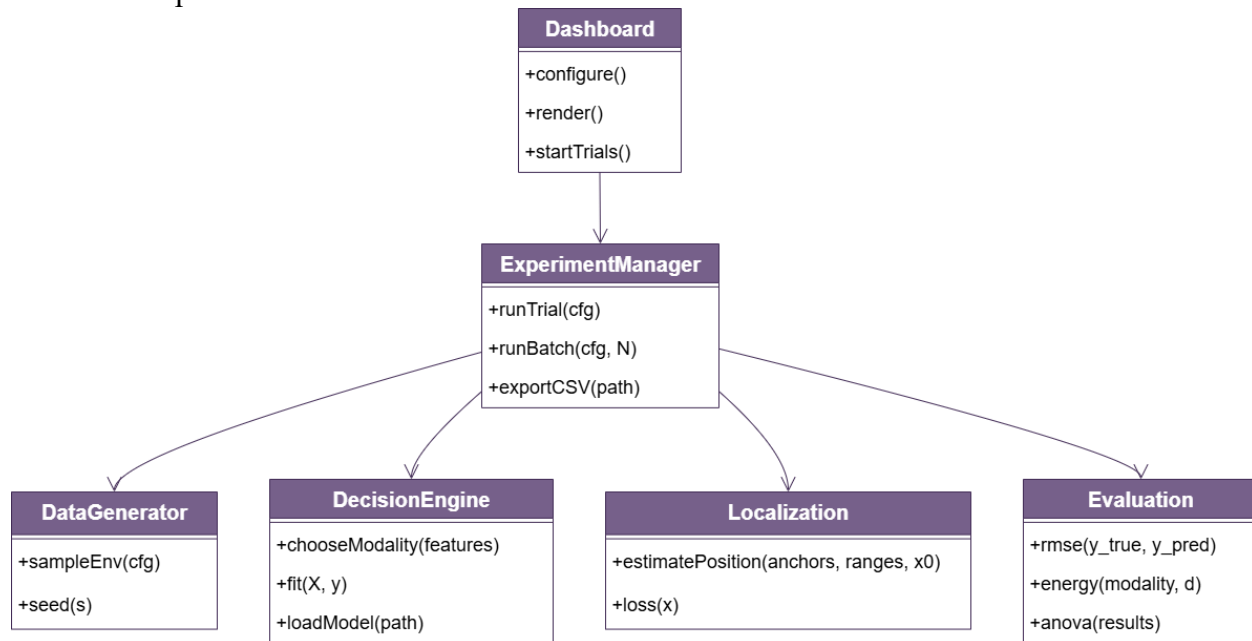 Dashboard
+configure()
+render()
+startTrials()
ExperimentManager
+runTrial(cfg)
+runBatch(cfg, N)
+exportCSV(path)
DataGenerator
+sampleEnv(cfg)
+seed(s)
DecisionEngine
+chooseModality(features)
+fit(X, y)
+loadModel(path)
Localization
+estimatePosition(anchors, ranges, x0)
+loss(x)
Evaluation
+rmse(y_true, y_pred)
+energy(modality, d)
+anova(results)